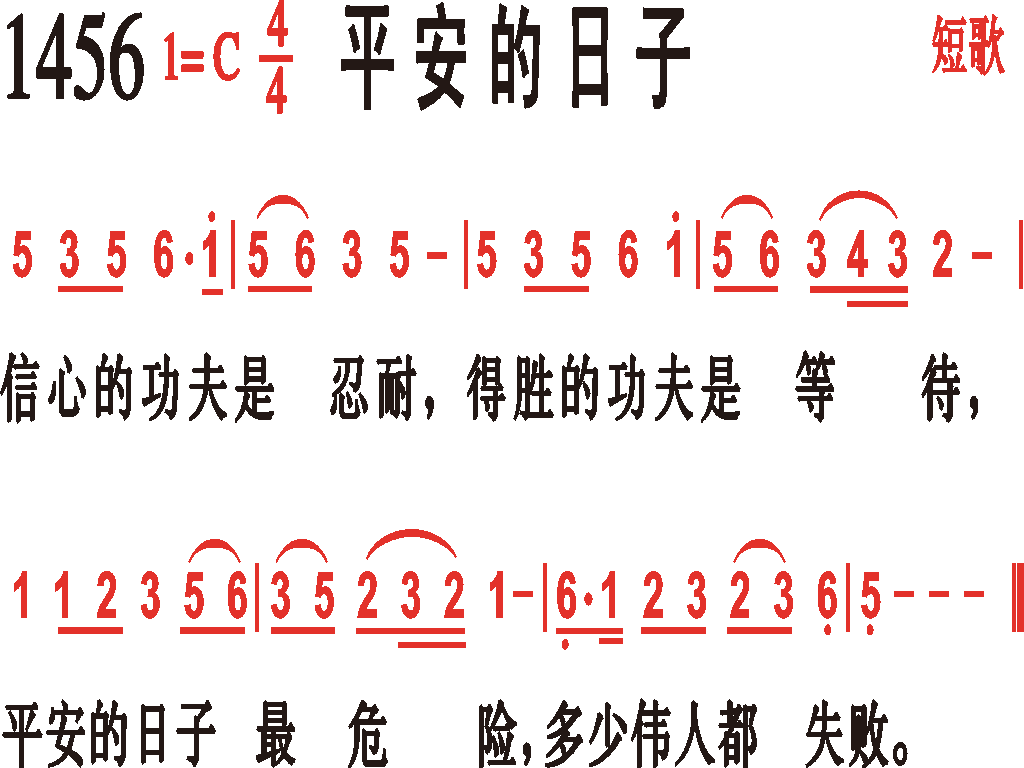 1456 1=C 4/4 平安的日子 短歌
5 3 5 6·1̇ | 5 6 3 5 – | 5 3 5 6 1̇ | 5 6 3 4 3 2 – |
信心的功夫是 忍耐，得胜的功夫是 等 待，
1 1 2 3 5 6 | 3 5 2 3 2 1 – | 6̣·1 2 3 2 3 6̣ | 5̣ – – – ‖
平安的日子 最 危 险，多少伟人都 失败。